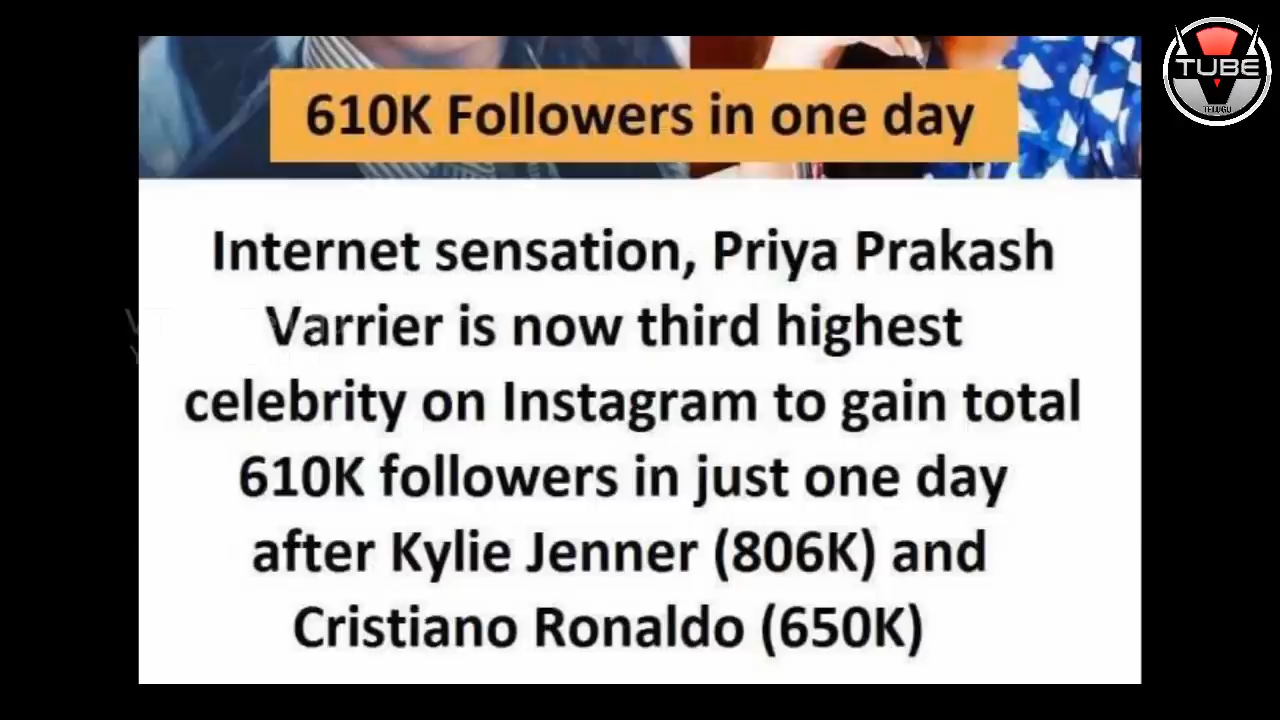 TUBE
TELUGU
610K Followers in one day
Internet sensation, Priya Prakash
Varrier is now third highest
celebrity on Instagram to gain total
610K followers in just one day
after Kylie Jenner (806K) and
Cristiano Ronaldo (650K)